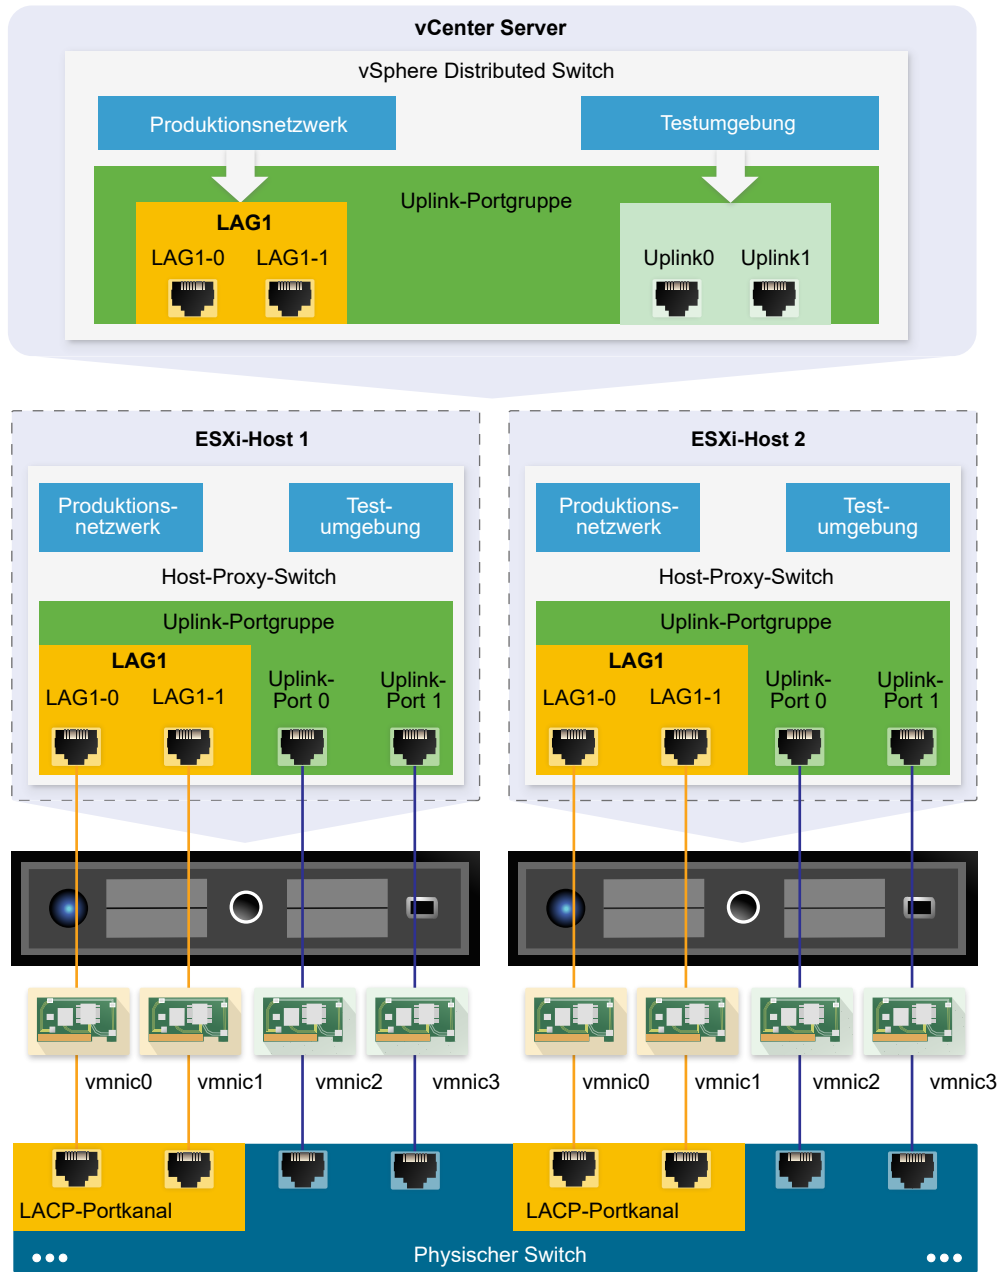 vCenter Server
vSphere Distributed Switch
Produktionsnetzwerk
Testumgebung
Uplink-Portgruppe
LAG1
LAG1-0 LAG1-1
Uplink0 Uplink1
ESXi-Host 1
Produktions-
netzwerk
Test-
umgebung
Host-Proxy-Switch
Uplink-Portgruppe
LAG1
LAG1-0 LAG1-1
Uplink-
Port 0
Uplink-
Port 1
ESXi-Host 2
Produktions-
netzwerk
Test-
umgebung
Host-Proxy-Switch
Uplink-Portgruppe
LAG1
LAG1-0 LAG1-1
Uplink-
Port 0
Uplink-
Port 1
vmnic0 vmnic1 vmnic2 vmnic3
vmnic0 vmnic1 vmnic2 vmnic3
LACP-Portkanal
LACP-Portkanal
Physischer Switch